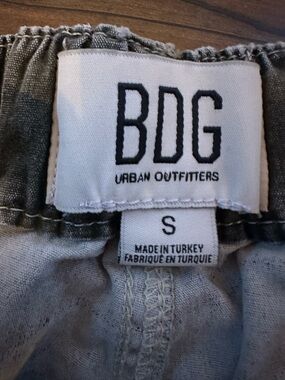 BDG
URBAN OUTFITTERS
S
MADE IN TURKEY
FABRIQUÉ EN TURQUIE